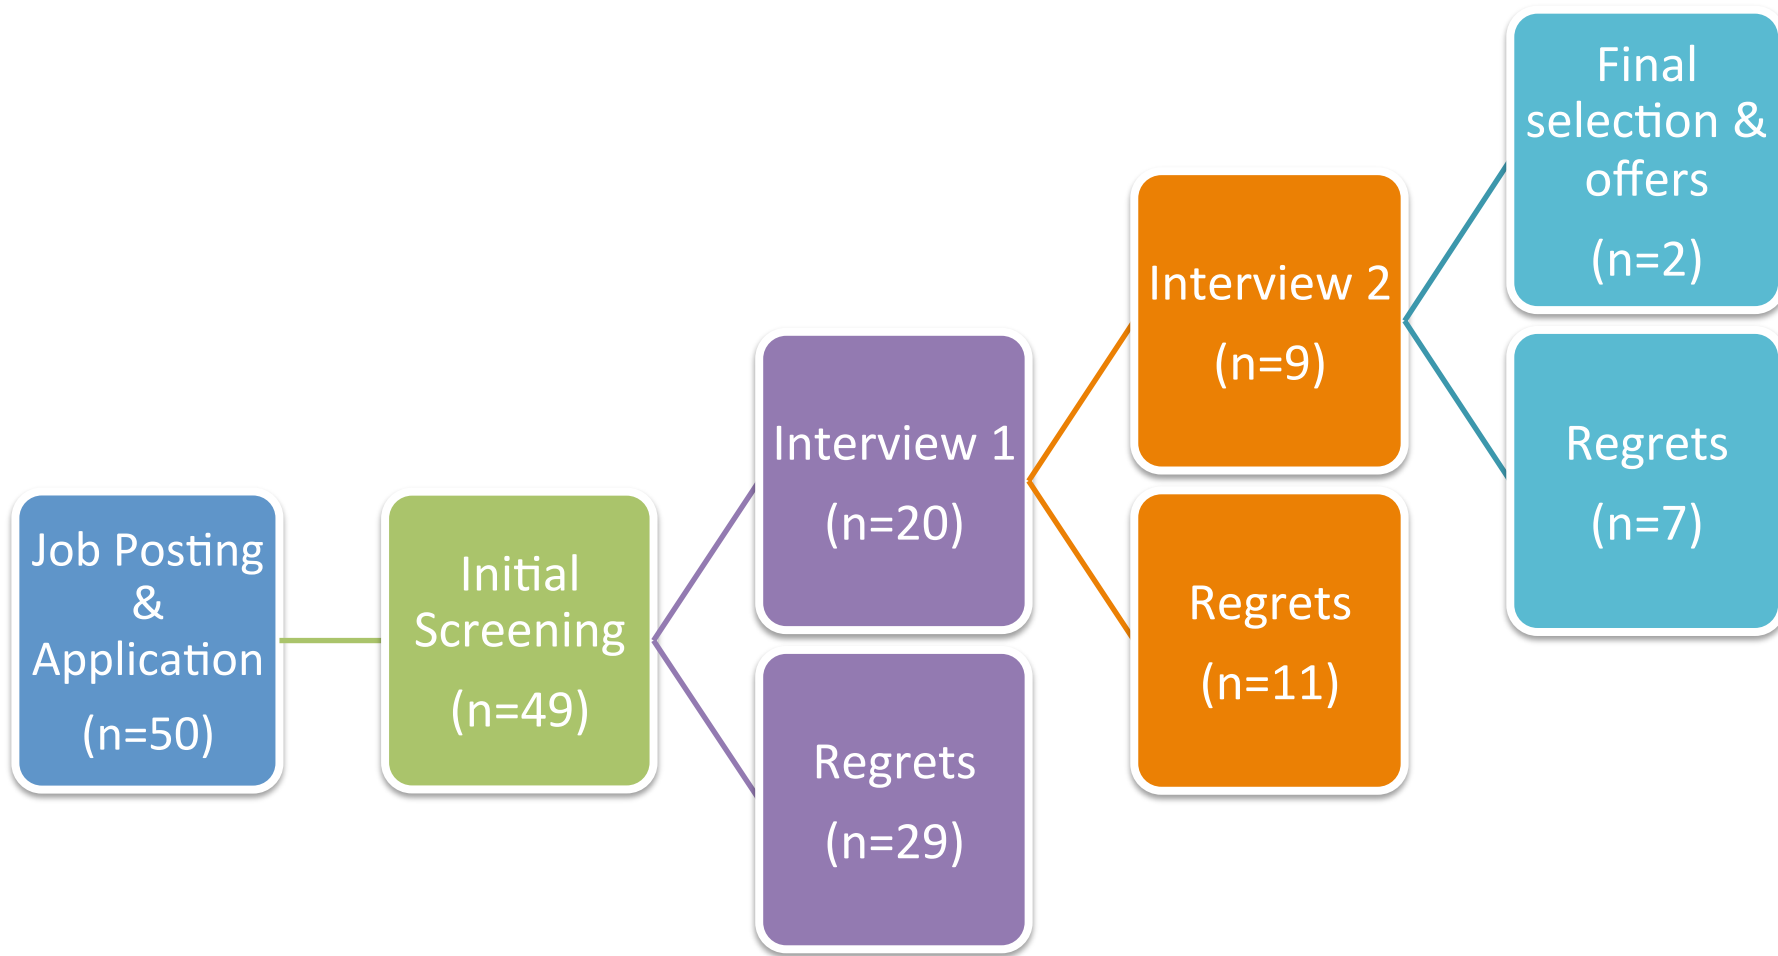 Job Posting
&
Application
(n=50)
Initial
Screening
(n=49)
Interview 1
(n=20)
Regrets
(n=29)
Interview 2
(n=9)
Regrets
(n=11)
Final
selection &
offers
(n=2)
Regrets
(n=7)